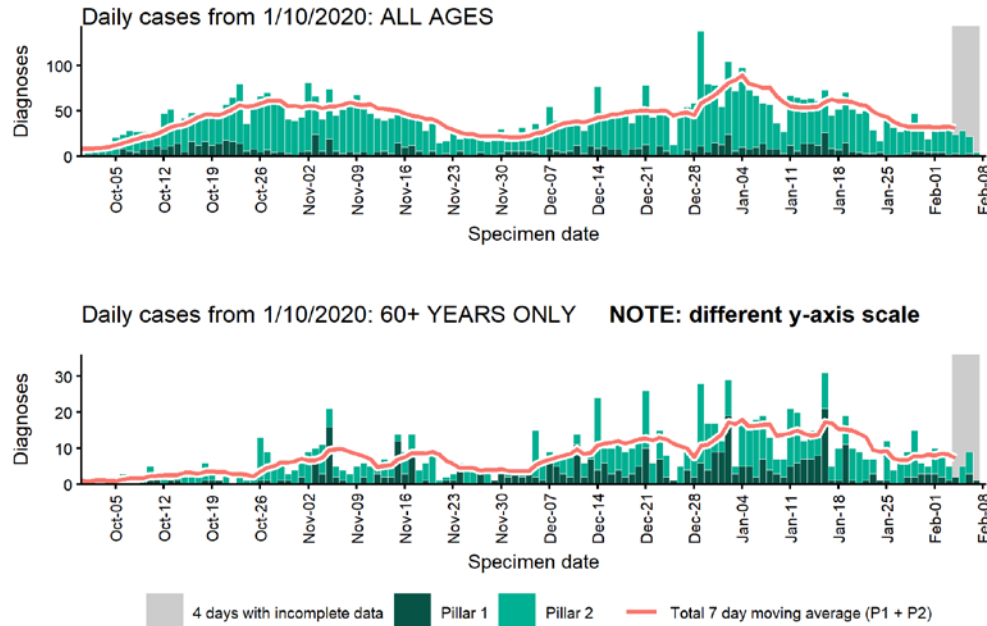 Daily cases from 1/10/2020: ALL AGES
Diagnoses
100
50
0
Oct-05 Oct-12 Oct-19 Oct-26 Nov-02 Nov-09 Nov-16 Nov-23 Nov-30 Dec-07 Dec-14 Dec-21 Dec-28 Jan-04 Jan-11 Jan-18 Jan-25 Feb-01 Feb-08
Specimen date
Daily cases from 1/10/2020: 60+ YEARS ONLY NOTE: different y-axis scale
Diagnoses
30
20
10
0
Oct-05 Oct-12 Oct-19 Oct-26 Nov-02 Nov-09 Nov-16 Nov-23 Nov-30 Dec-07 Dec-14 Dec-21 Dec-28 Jan-04 Jan-11 Jan-18 Jan-25 Feb-01 Feb-08
Specimen date
4 days with incomplete data Pillar 1 Pillar 2 Total 7 day moving average (P1 + P2)